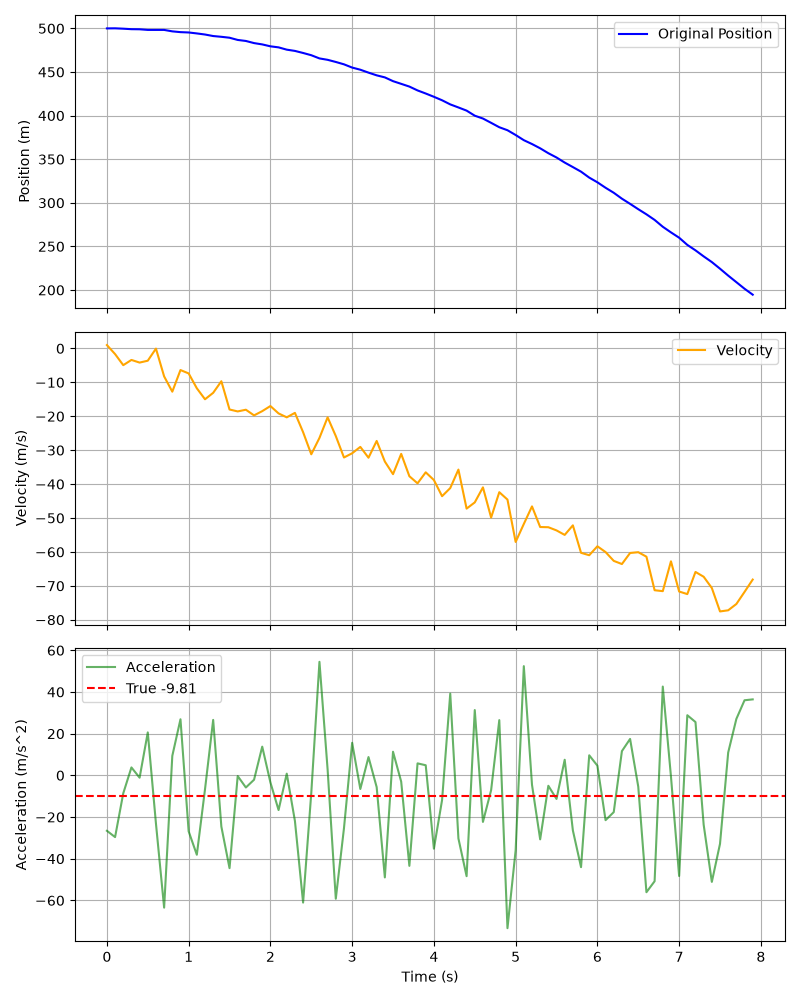 Original Position
Position (m)
500
450
400
350
300
250
200
Velocity
Velocity (m/s)
0
−10
−20
−30
−40
−50
−60
−70
−80
Acceleration
True -9.81
Acceleration (m/s^2)
60
40
20
0
−20
−40
−60
0 1 2 3 4 5 6 7 8
Time (s)